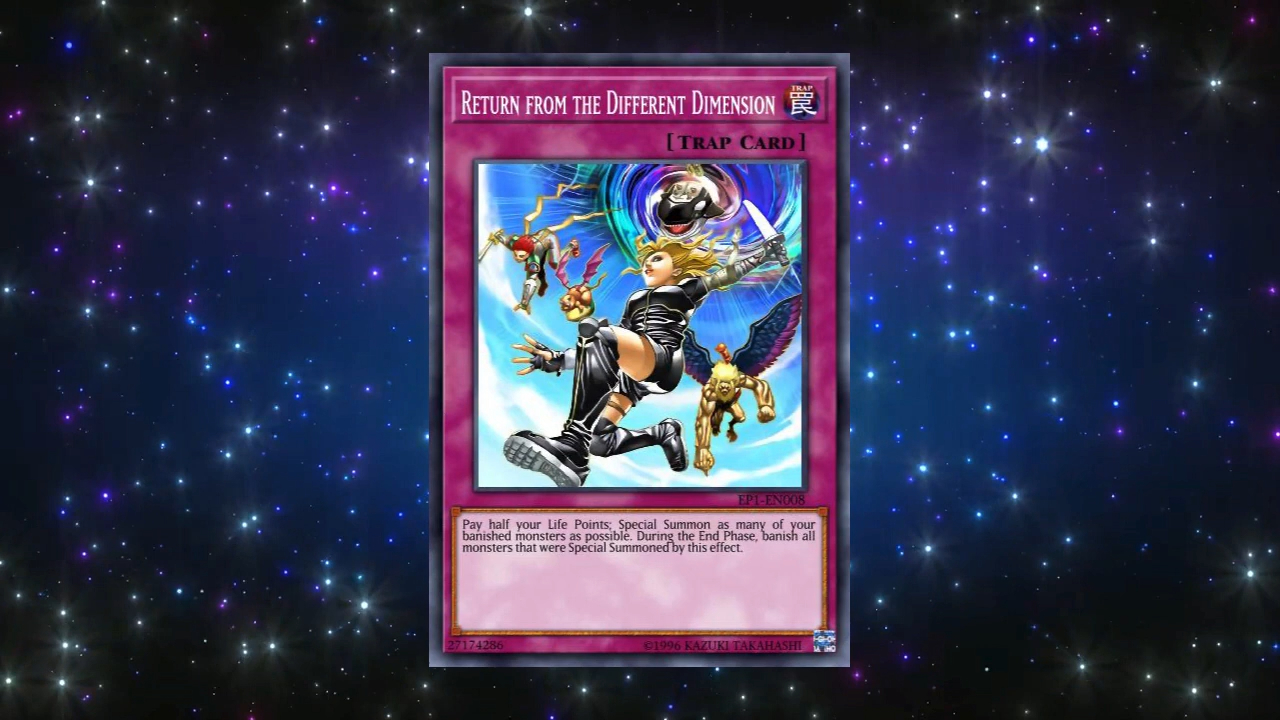 Return from the Different Dimension
TRAP
罠
[Trap Card]
EP1-EN008
Pay half your Life Points; Special Summon as many of your
banished monsters as possible. During the End Phase, banish all
monsters that were Special Summoned by this effect.
27174286
©1996 KAZUKI TAKAHASHI